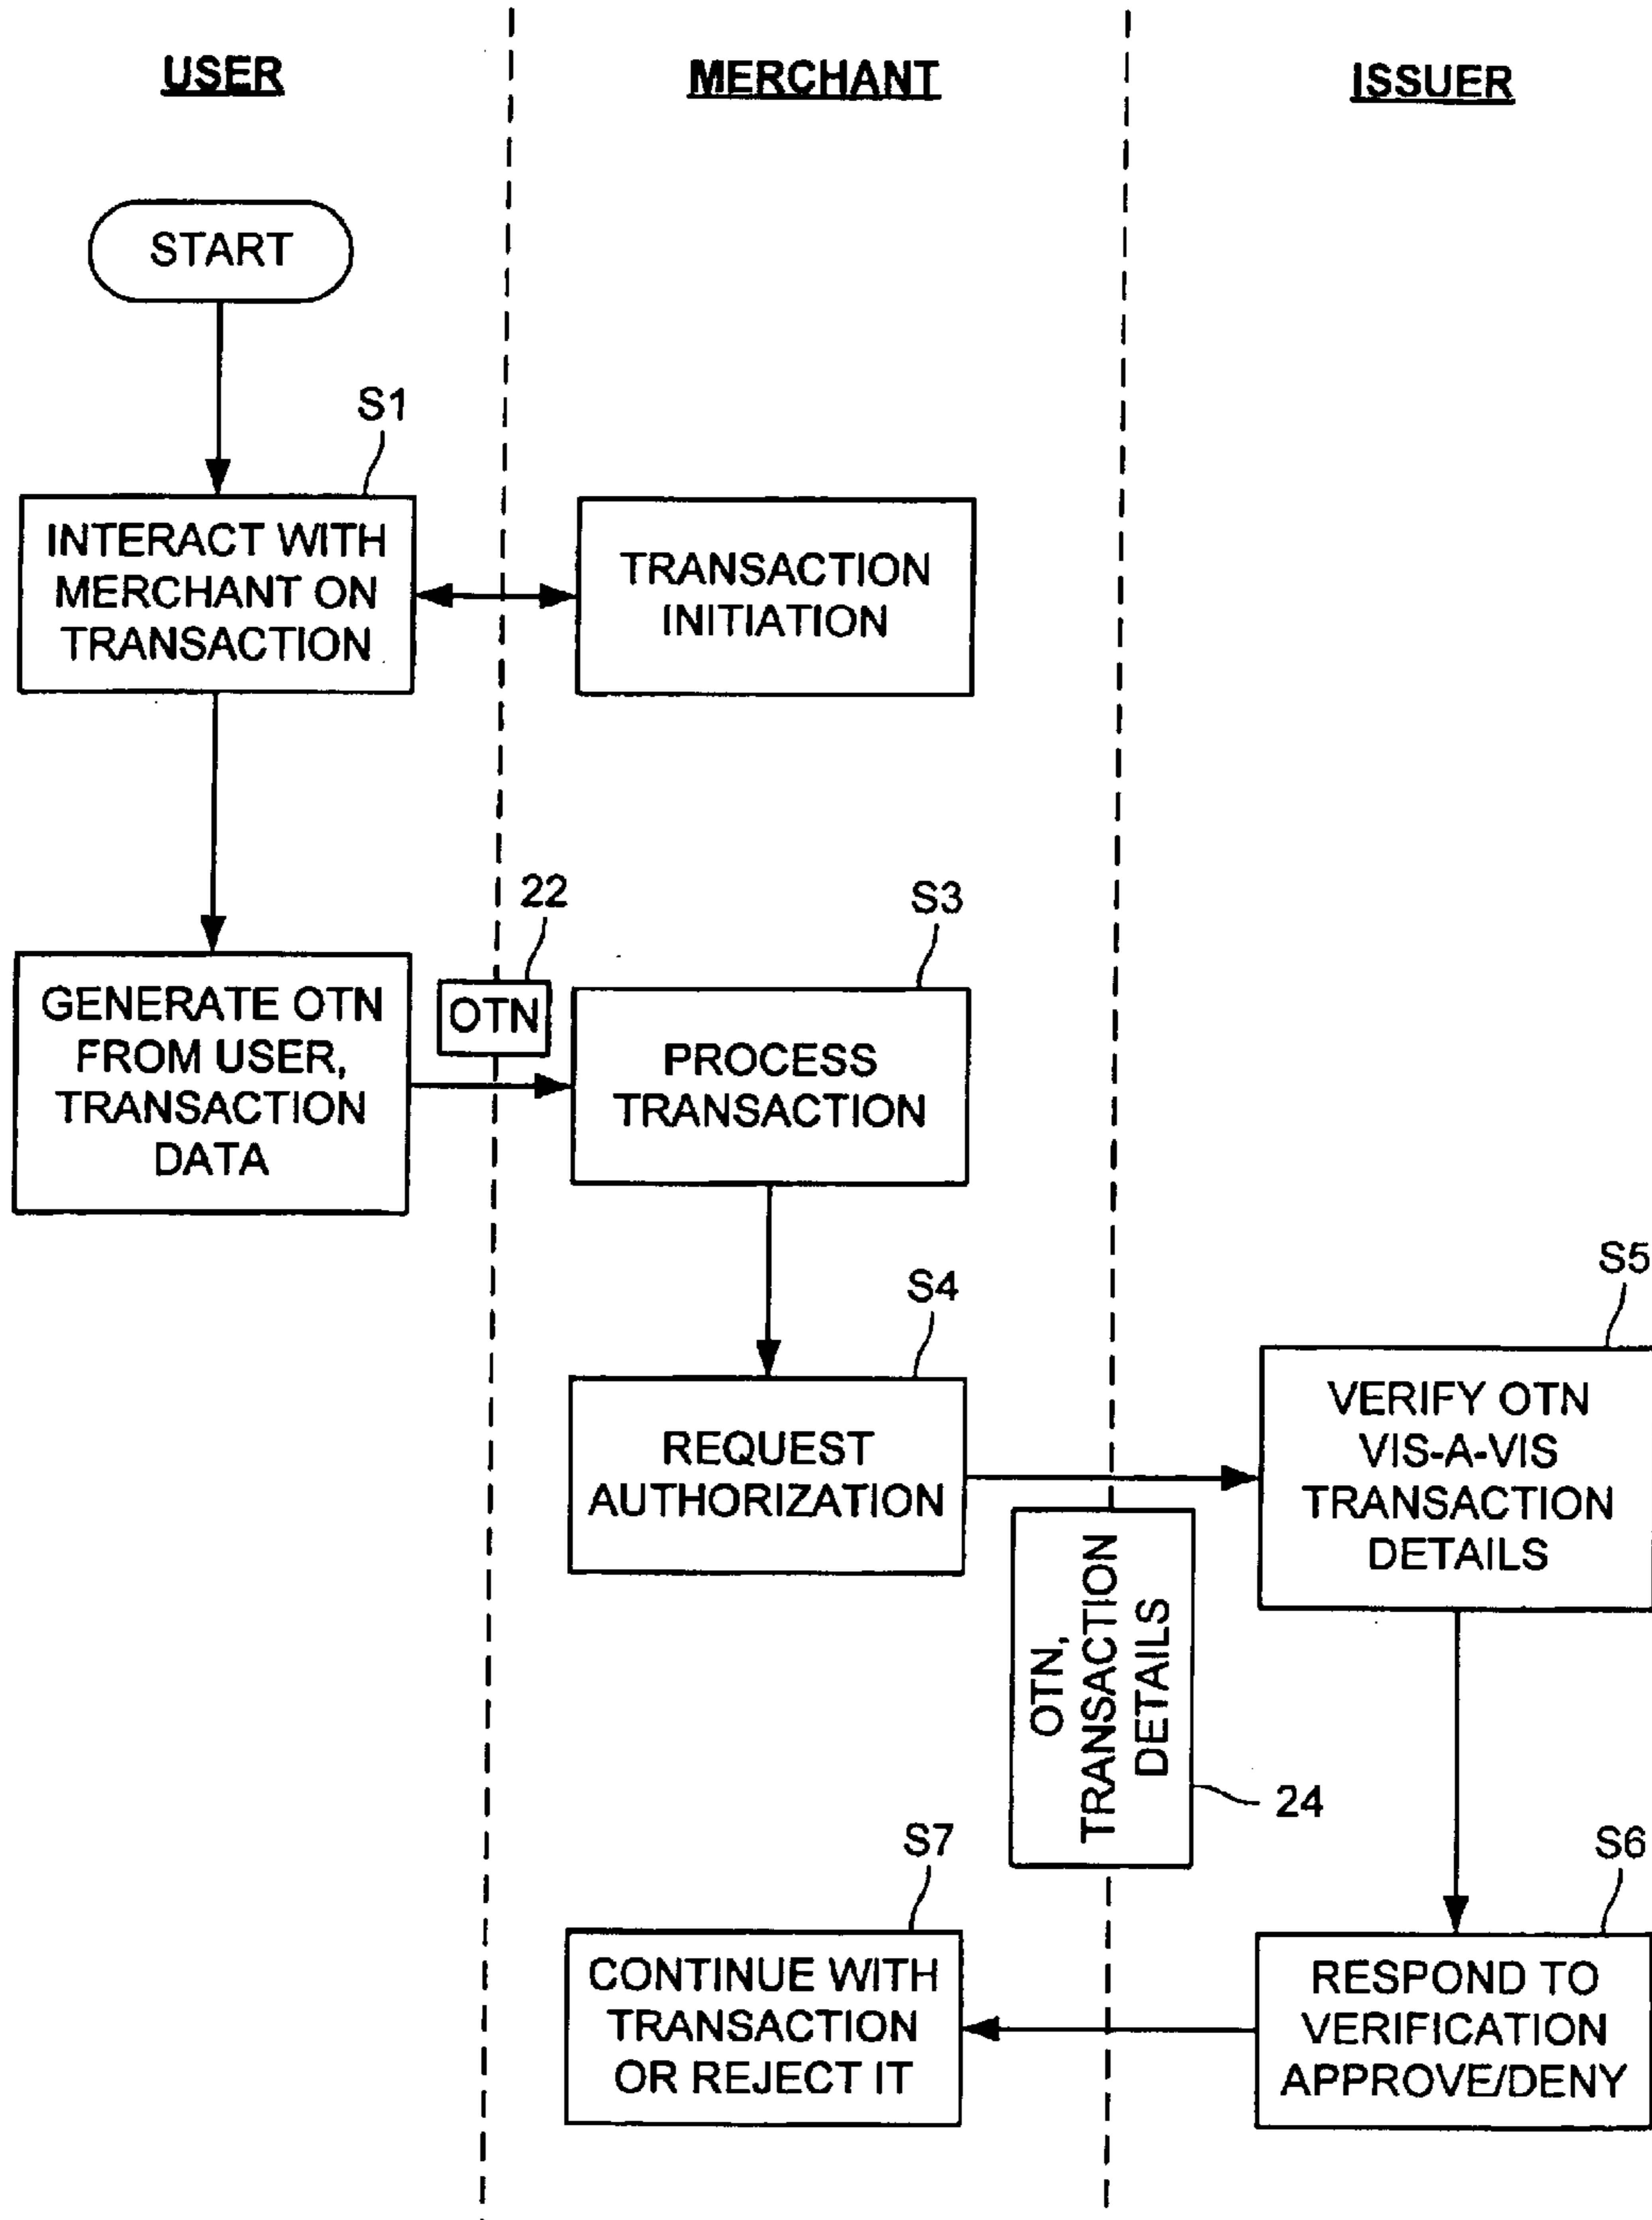 USER
MERCHANT
ISSUER
START
S1
INTERACT WITH
MERCHANT ON
TRANSACTION
TRANSACTION
INITIATION
22
S3
GENERATE OTN
FROM USER,
TRANSACTION
DATA
OTN
PROCESS
TRANSACTION
S4
S5
REQUEST
AUTHORIZATION
VERIFY OTN
VIS-A-VIS
TRANSACTION
DETAILS
OTN,
TRANSACTION
DETAILS
24
S7
S6
CONTINUE WITH
TRANSACTION
OR REJECT IT
RESPOND TO
VERIFICATION
APPROVE/DENY